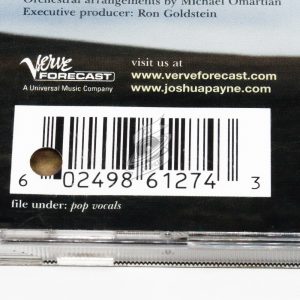 Orchestral arrangements by Michael Omartian
Executive producer: Ron Goldstein
Verve
FORECAST
A Universal Music Company
visit us at
www.verveforecast.com
www.joshuapayne.com
6 02498 61274 3
file under: pop vocals